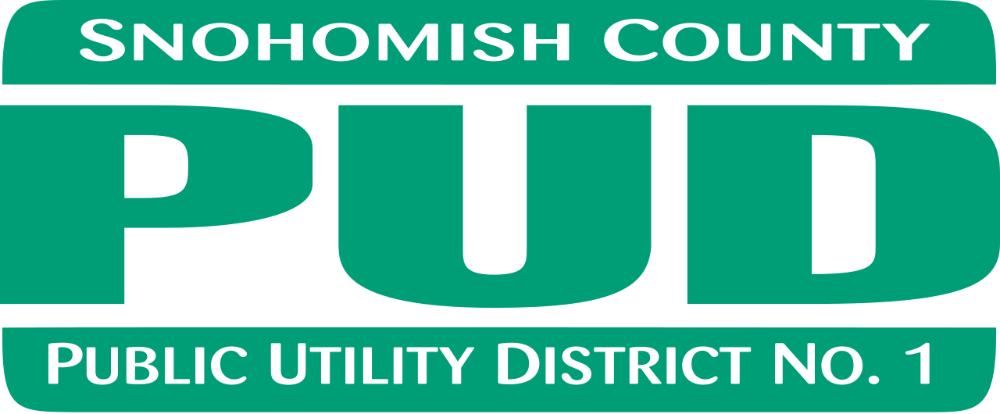 SNOHOMISH COUNTY
PUD
PUBLIC UTILITY DISTRICT NO. 1